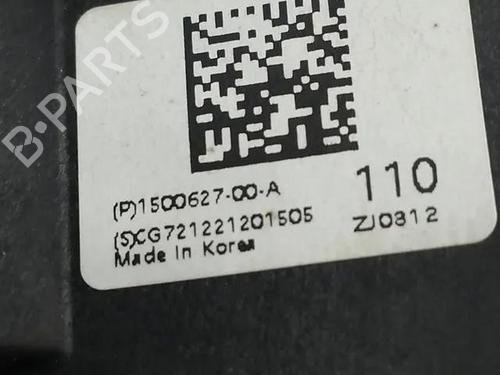 B-PARTS
(P)1500627-00-A
110
(S)CG721221201505
ZJ0312
Made In Korea